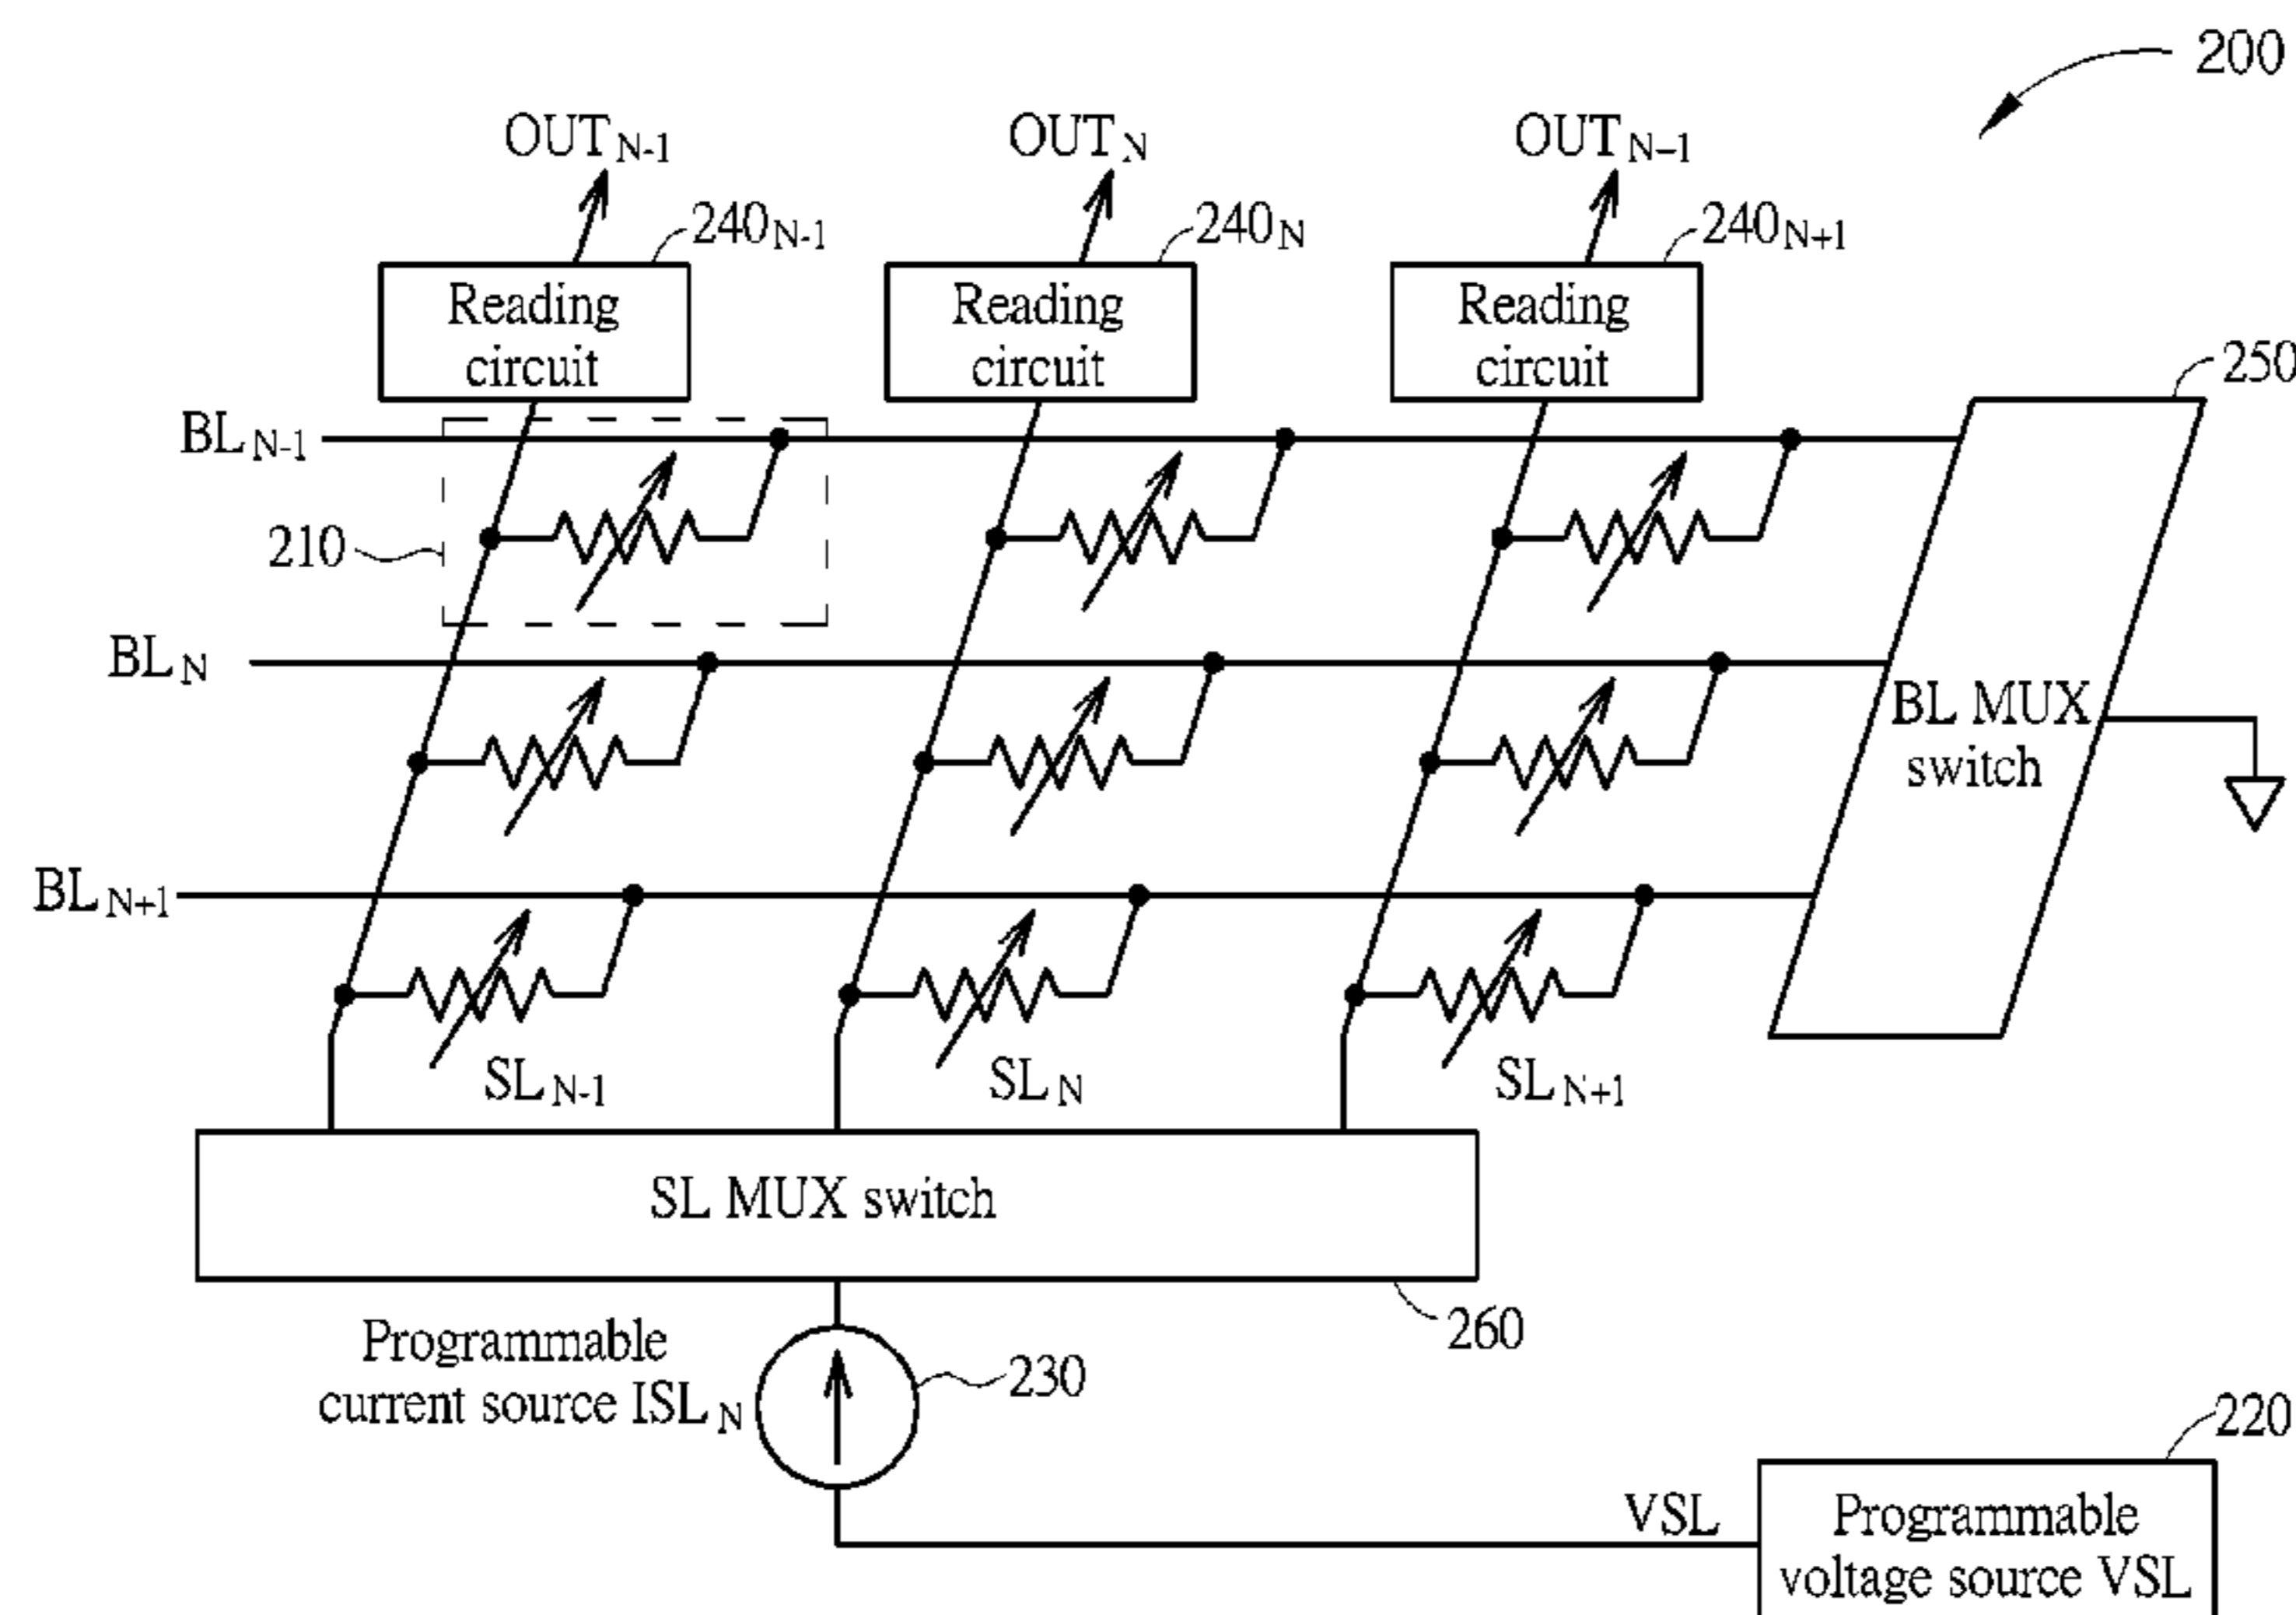 200
OUTN-1 OUTN OUTN-1
240N-1 240N 240N+1
Reading circuit
Reading circuit
Reading circuit
250
BLN-1
210
BLN
BL MUX
switch
BLN+1
SLN-1 SLN SLN+1
SL MUX switch
260
Programmable
current source ISLN
230
220
VSL
Programmable
voltage source VSL